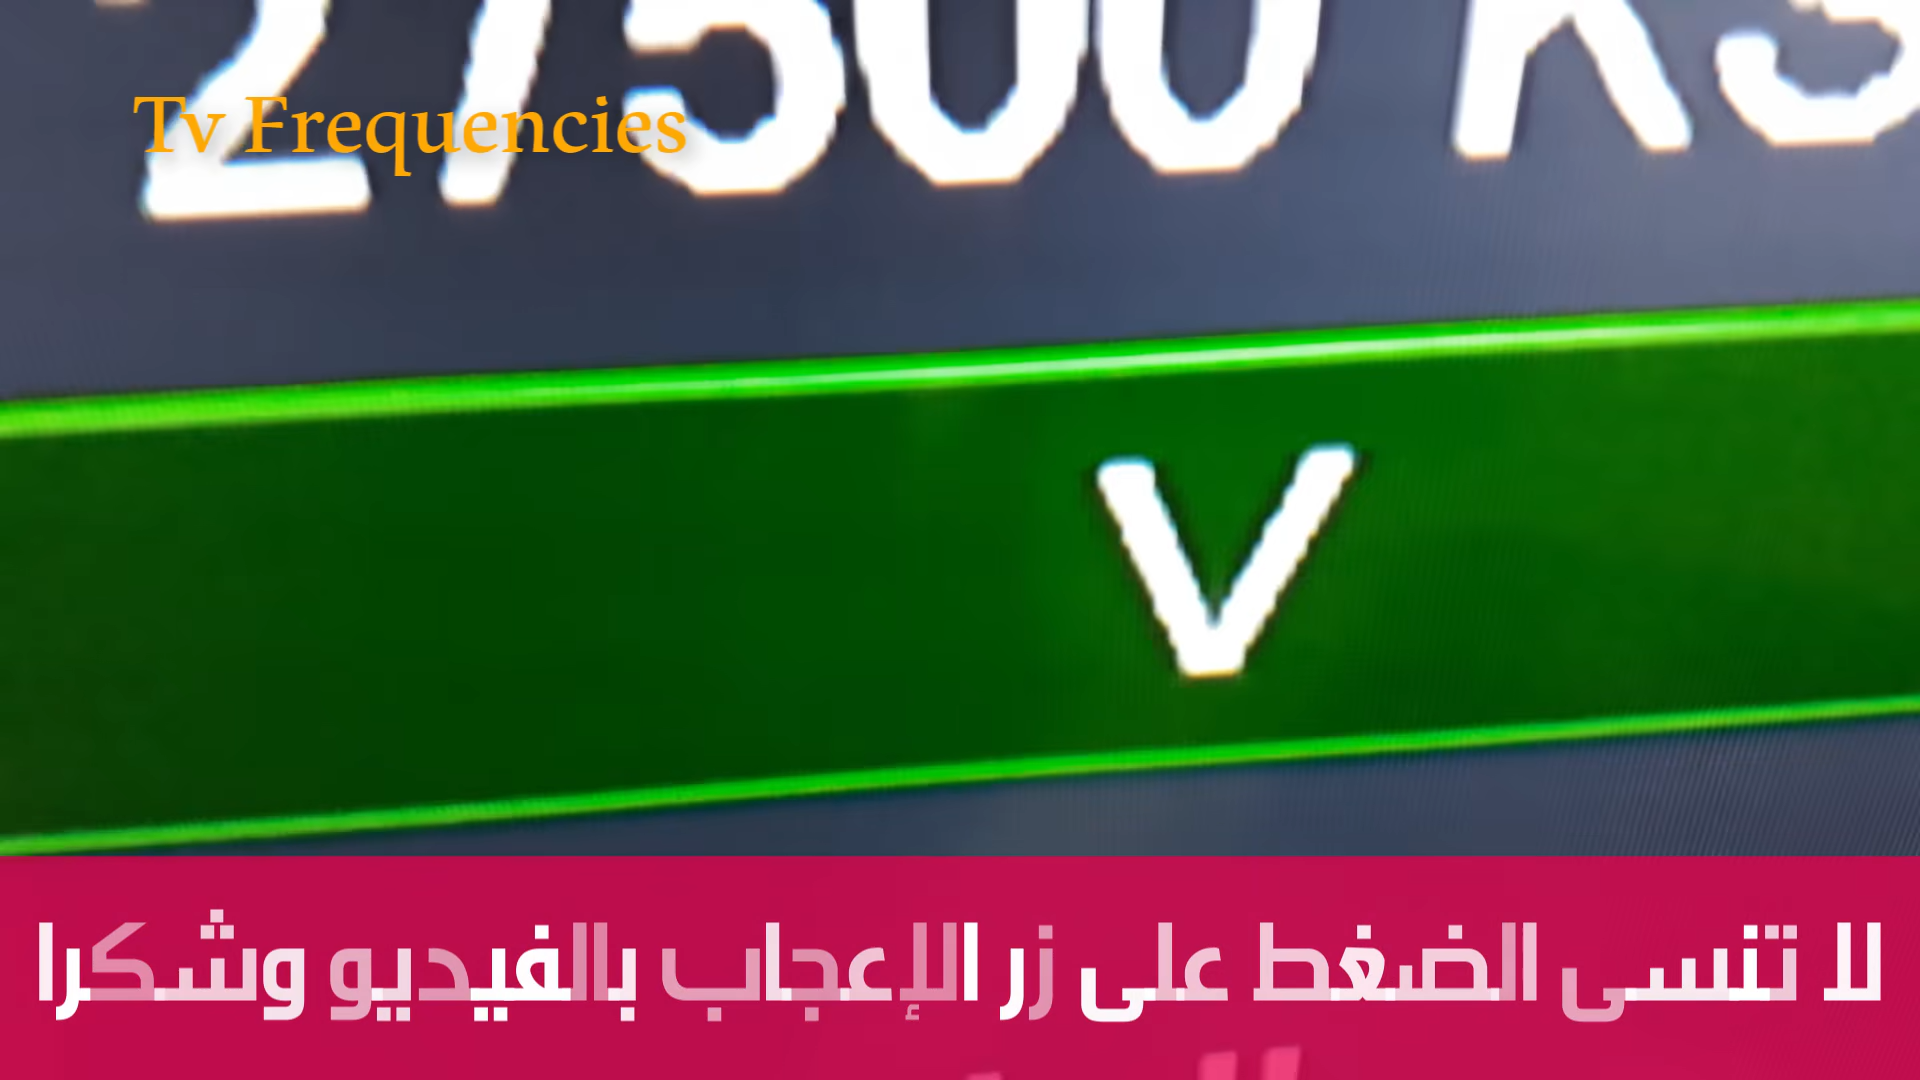 27500 KS
Tv Frequencies
V
لا تنسى الضغط على زر الإعجاب بالفيديو وشكرا